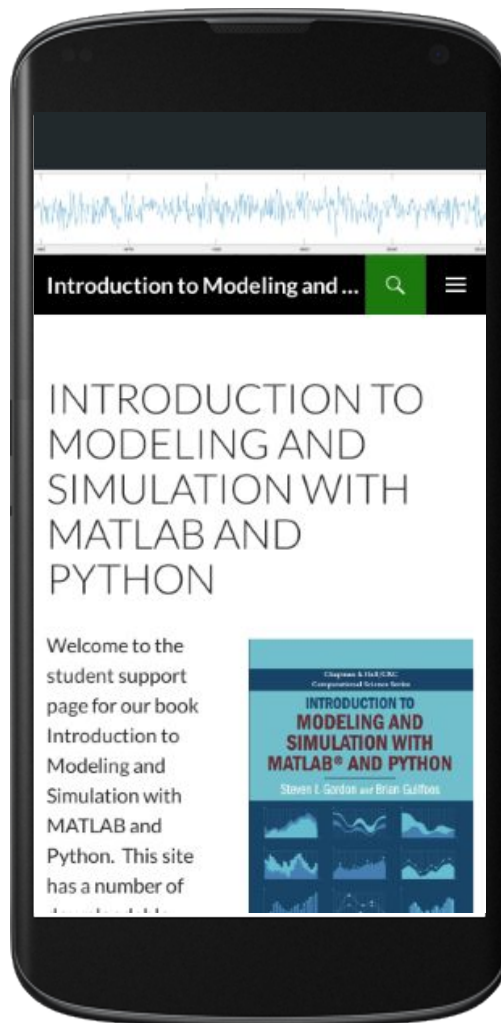 Introduction to Modeling and ...
INTRODUCTION TO
MODELING AND
SIMULATION WITH
MATLAB AND
PYTHON
Welcome to the
student support
page for our book
Introduction to
Modeling and
Simulation with
MATLAB and
Python. This site
has a number of
Chapman & Hall/CRC
Computational Science Series
INTRODUCTION TO
MODELING AND
SIMULATION WITH
MATLAB® AND PYTHON
Steven I. Gordon and Brian Guilfoos